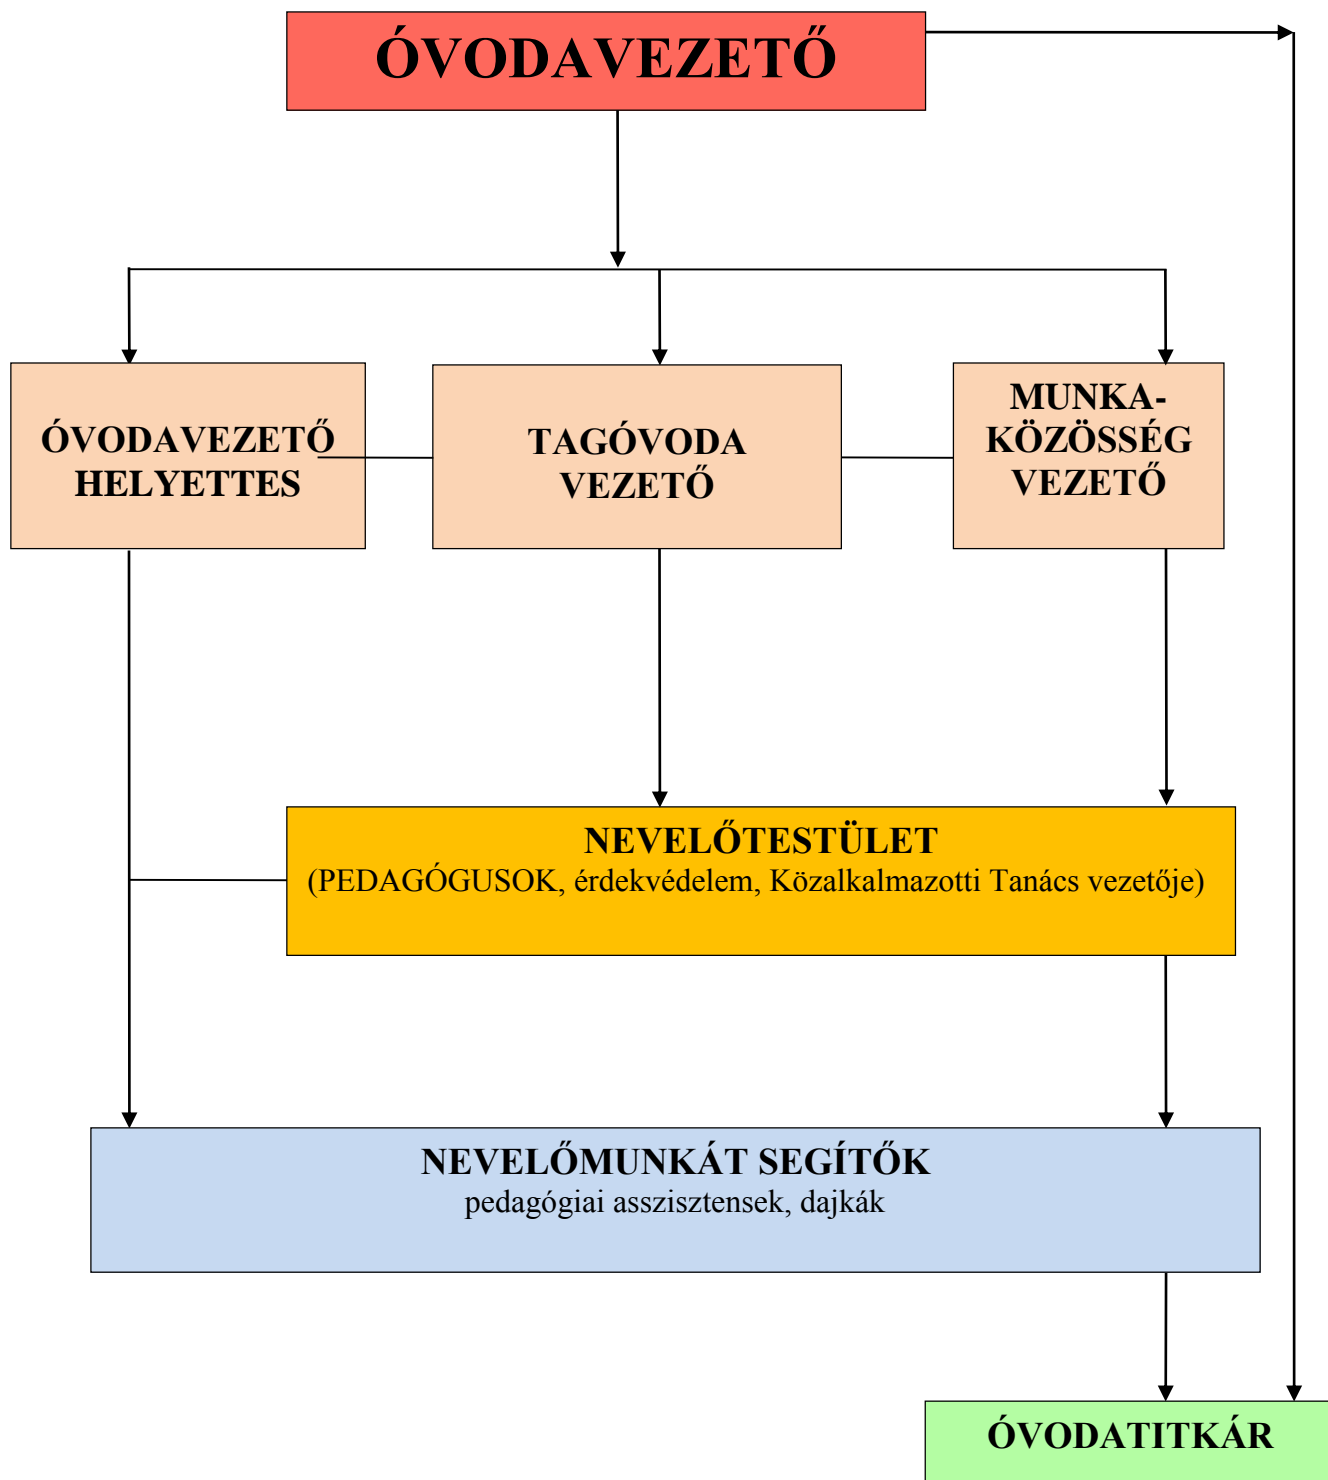 ÓVODAVEZETŐ
ÓVODAVEZETŐ
HELYETTES
TAGÓVODA
VEZETŐ
MUNKA-
KÖZÖSSÉG
VEZETŐ
NEVELŐTESTÜLET
(PEDAGÓGUSOK, érdekvédelem, Közalkalmazotti Tanács vezetője)
NEVELŐMUNKÁT SEGÍTŐK
pedagógiai asszisztensek, dajkák
ÓVODATITKÁR